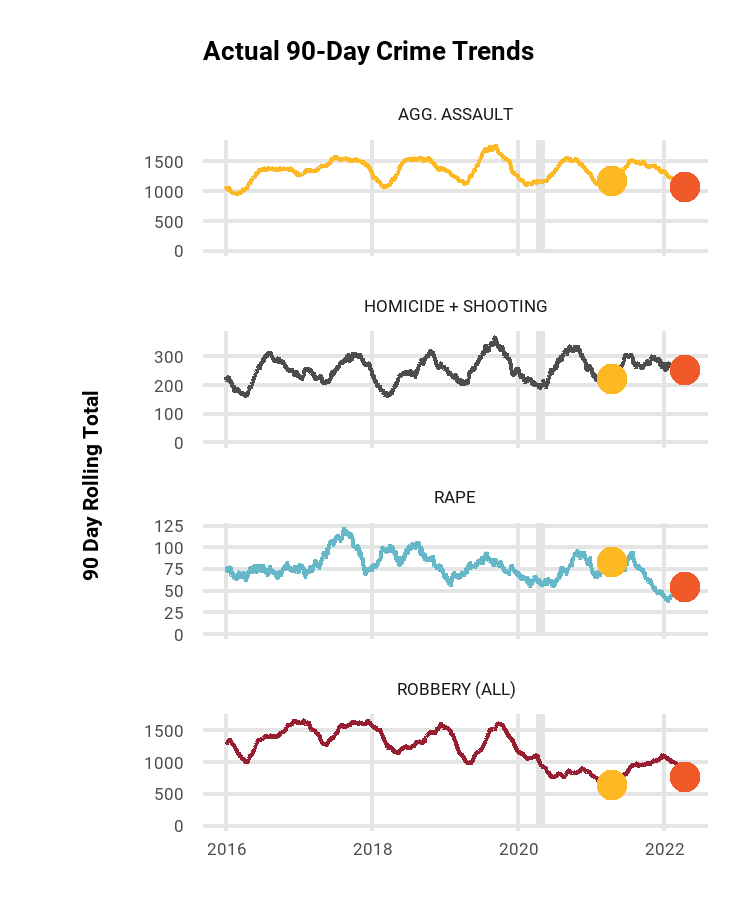 Actual 90-Day Crime Trends
AGG. ASSAULT
1500
1000
500
0
HOMICIDE + SHOOTING
300
200
100
0
90 Day Rolling Total
RAPE
125
100
75
50
25
0
ROBBERY (ALL)
1500
1000
500
0
2016 2018 2020 2022